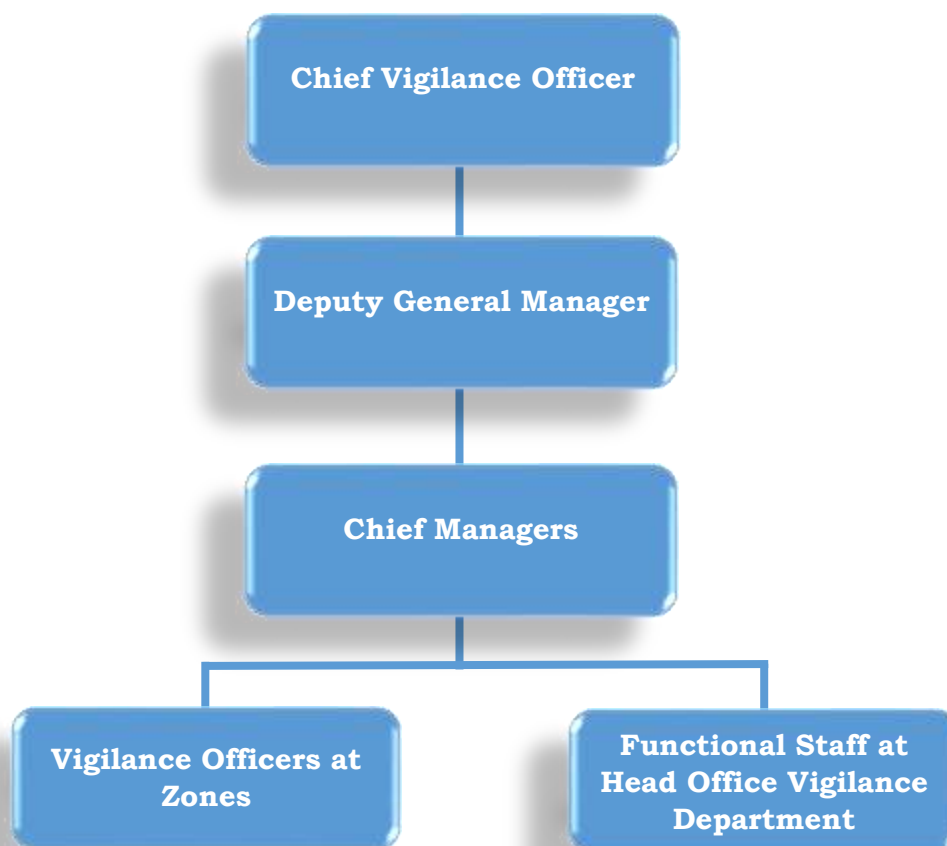 Chief Vigilance Officer
Deputy General Manager
Chief Managers
Vigilance Officers at
Zones
Functional Staff at
Head Office Vigilance
Department